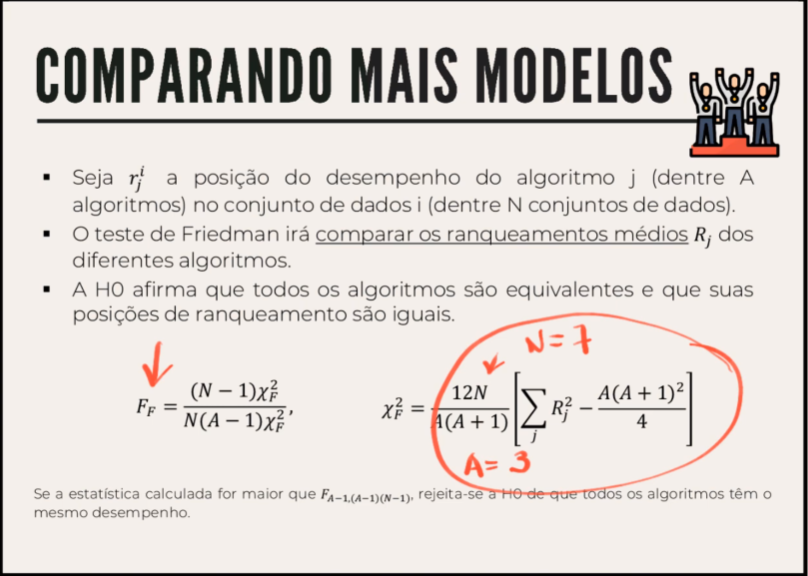 COMPARANDO MAIS MODELOS
▪ Seja $r_j^i$ a posição do desempenho do algoritmo j (dentre A
algoritmos) no conjunto de dados i (dentre N conjuntos de dados).
▪ O teste de Friedman irá comparar os ranqueamentos médios $R_j$ dos
diferentes algoritmos.
▪ A H0 afirma que todos os algoritmos são equivalentes e que suas
posições de ranqueamento são iguais.
N=7
$F_F = \frac{(N-1)\chi_F^2}{N(A-1)\chi_F^2}$, $\chi_F^2 = \frac{12N}{A(A+1)}\left[\sum_j R_j^2 - \frac{A(A+1)^2}{4}\right]$
A=3
Se a estatística calculada for maior que $F_{A-1,(A-1)(N-1)}$, rejeita-se a H0 de que todos os algoritmos têm o
mesmo desempenho.